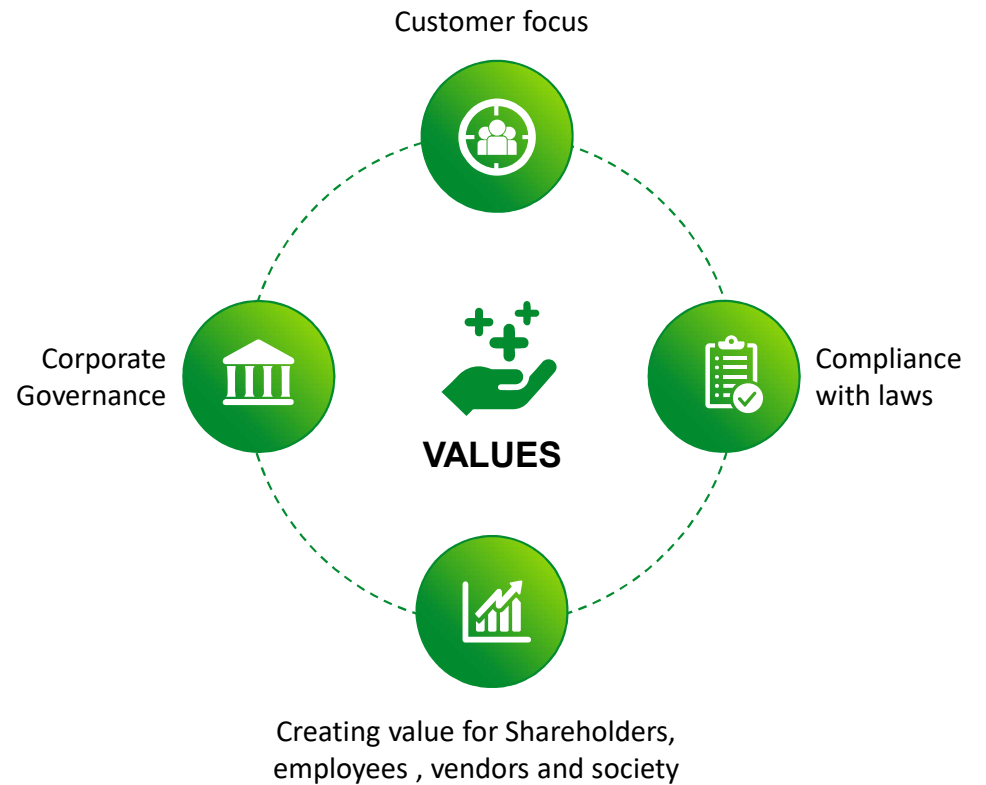 Customer focus
Corporate
Governance
Compliance
with laws
VALUES
Creating value for Shareholders,
employees , vendors and society